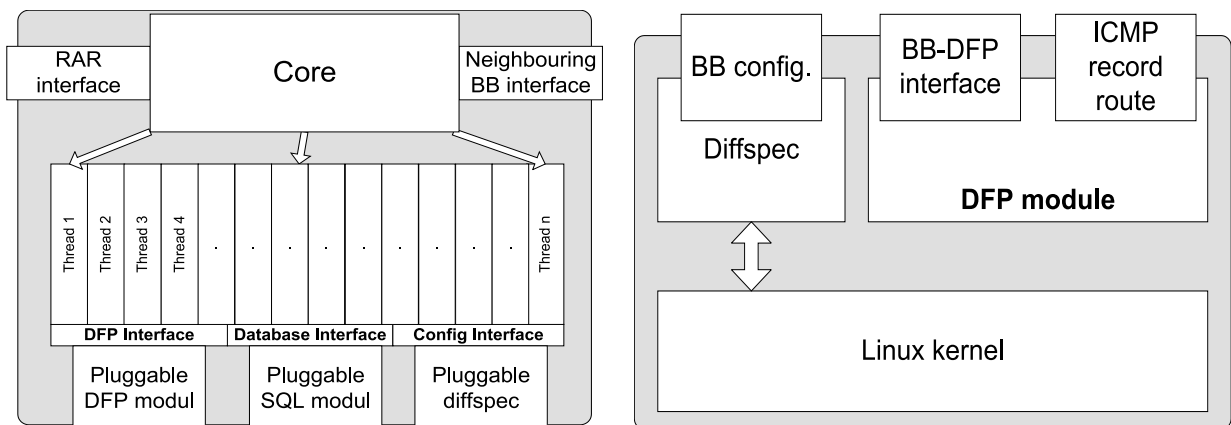 RAR
interface
Core
Neighbouring
BB interface
Thread 1
Thread 2
Thread 3
Thread 4
.
.
.
.
.
.
.
.
.
Thread n
DFP Interface
Database Interface
Config Interface
Pluggable
DFP modul
Pluggable
SQL modul
Pluggable
diffspec
BB config.
Diffspec
BB-DFP
interface
ICMP
record
route
DFP module
Linux kernel